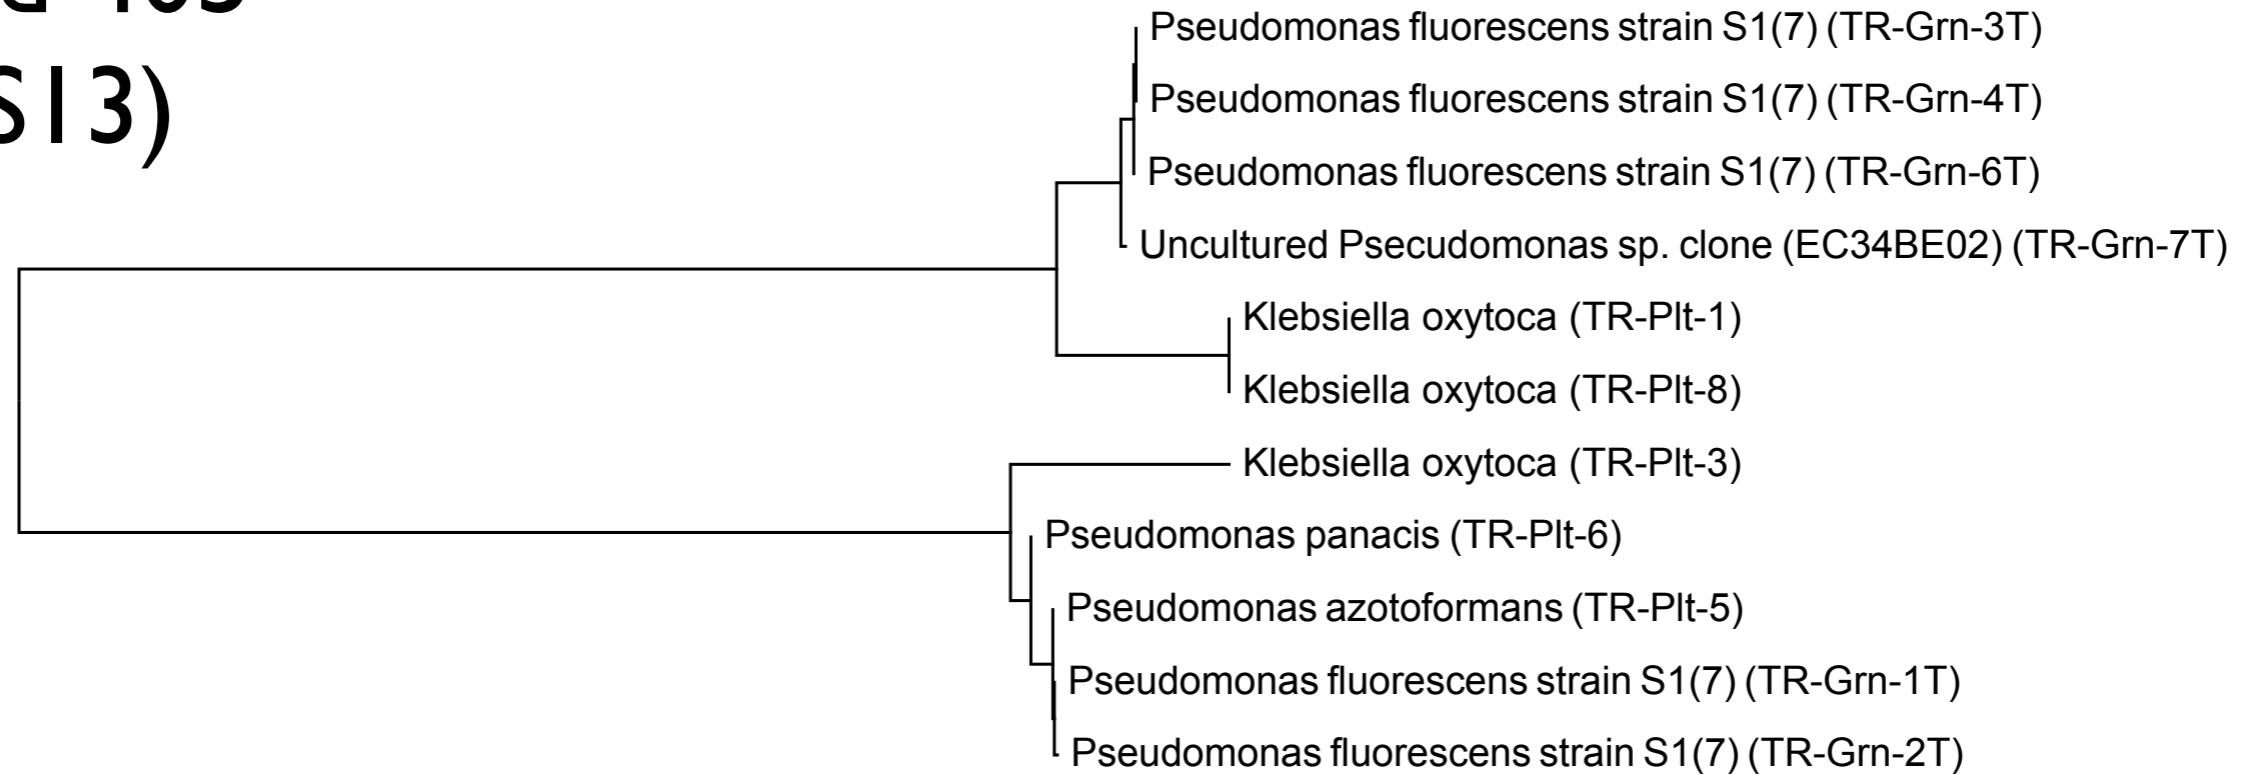 S13)
Pseudomonas fluorescens strain S1(7) (TR-Grn-3T)
Pseudomonas fluorescens strain S1(7) (TR-Grn-4T)
Pseudomonas fluorescens strain S1(7) (TR-Grn-6T)
Uncultured Psecudomonas sp. clone (EC34BE02) (TR-Grn-7T)
Klebsiella oxytoca (TR-Plt-1)
Klebsiella oxytoca (TR-Plt-8)
Klebsiella oxytoca (TR-Plt-3)
Pseudomonas panacis (TR-Plt-6)
Pseudomonas azotoformans (TR-Plt-5)
Pseudomonas fluorescens strain S1(7) (TR-Grn-1T)
Pseudomonas fluorescens strain S1(7) (TR-Grn-2T)